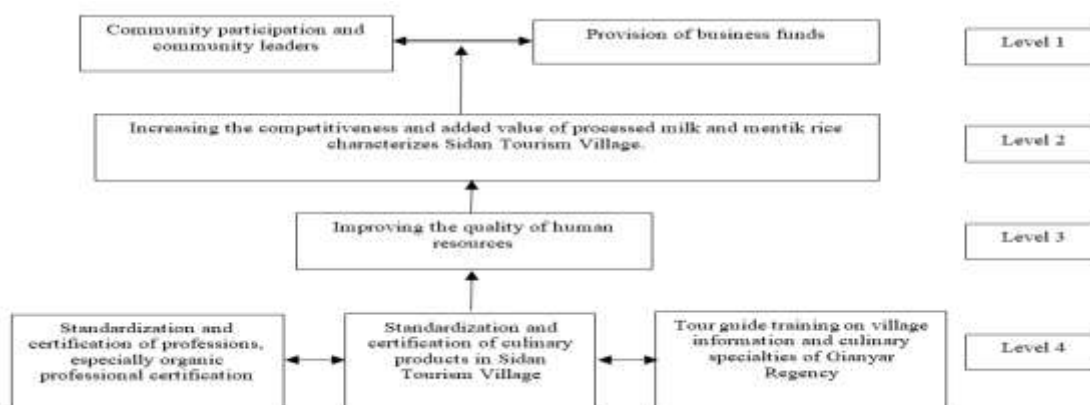 Community participation and
community leaders
Provision of business funds
Level 1
Increasing the competitiveness and added value of processed milk and mentik rice
characterizes Sidan Tourism Village.
Level 2
Improving the quality of human
resources
Level 3
Standardization and
certification of professions,
especially organic
professional certification
Standardization and
certification of culinary
products in Sidan
Tourism Village
Tour guide training on village
information and culinary
specialties of Gianyar
Regency
Level 4